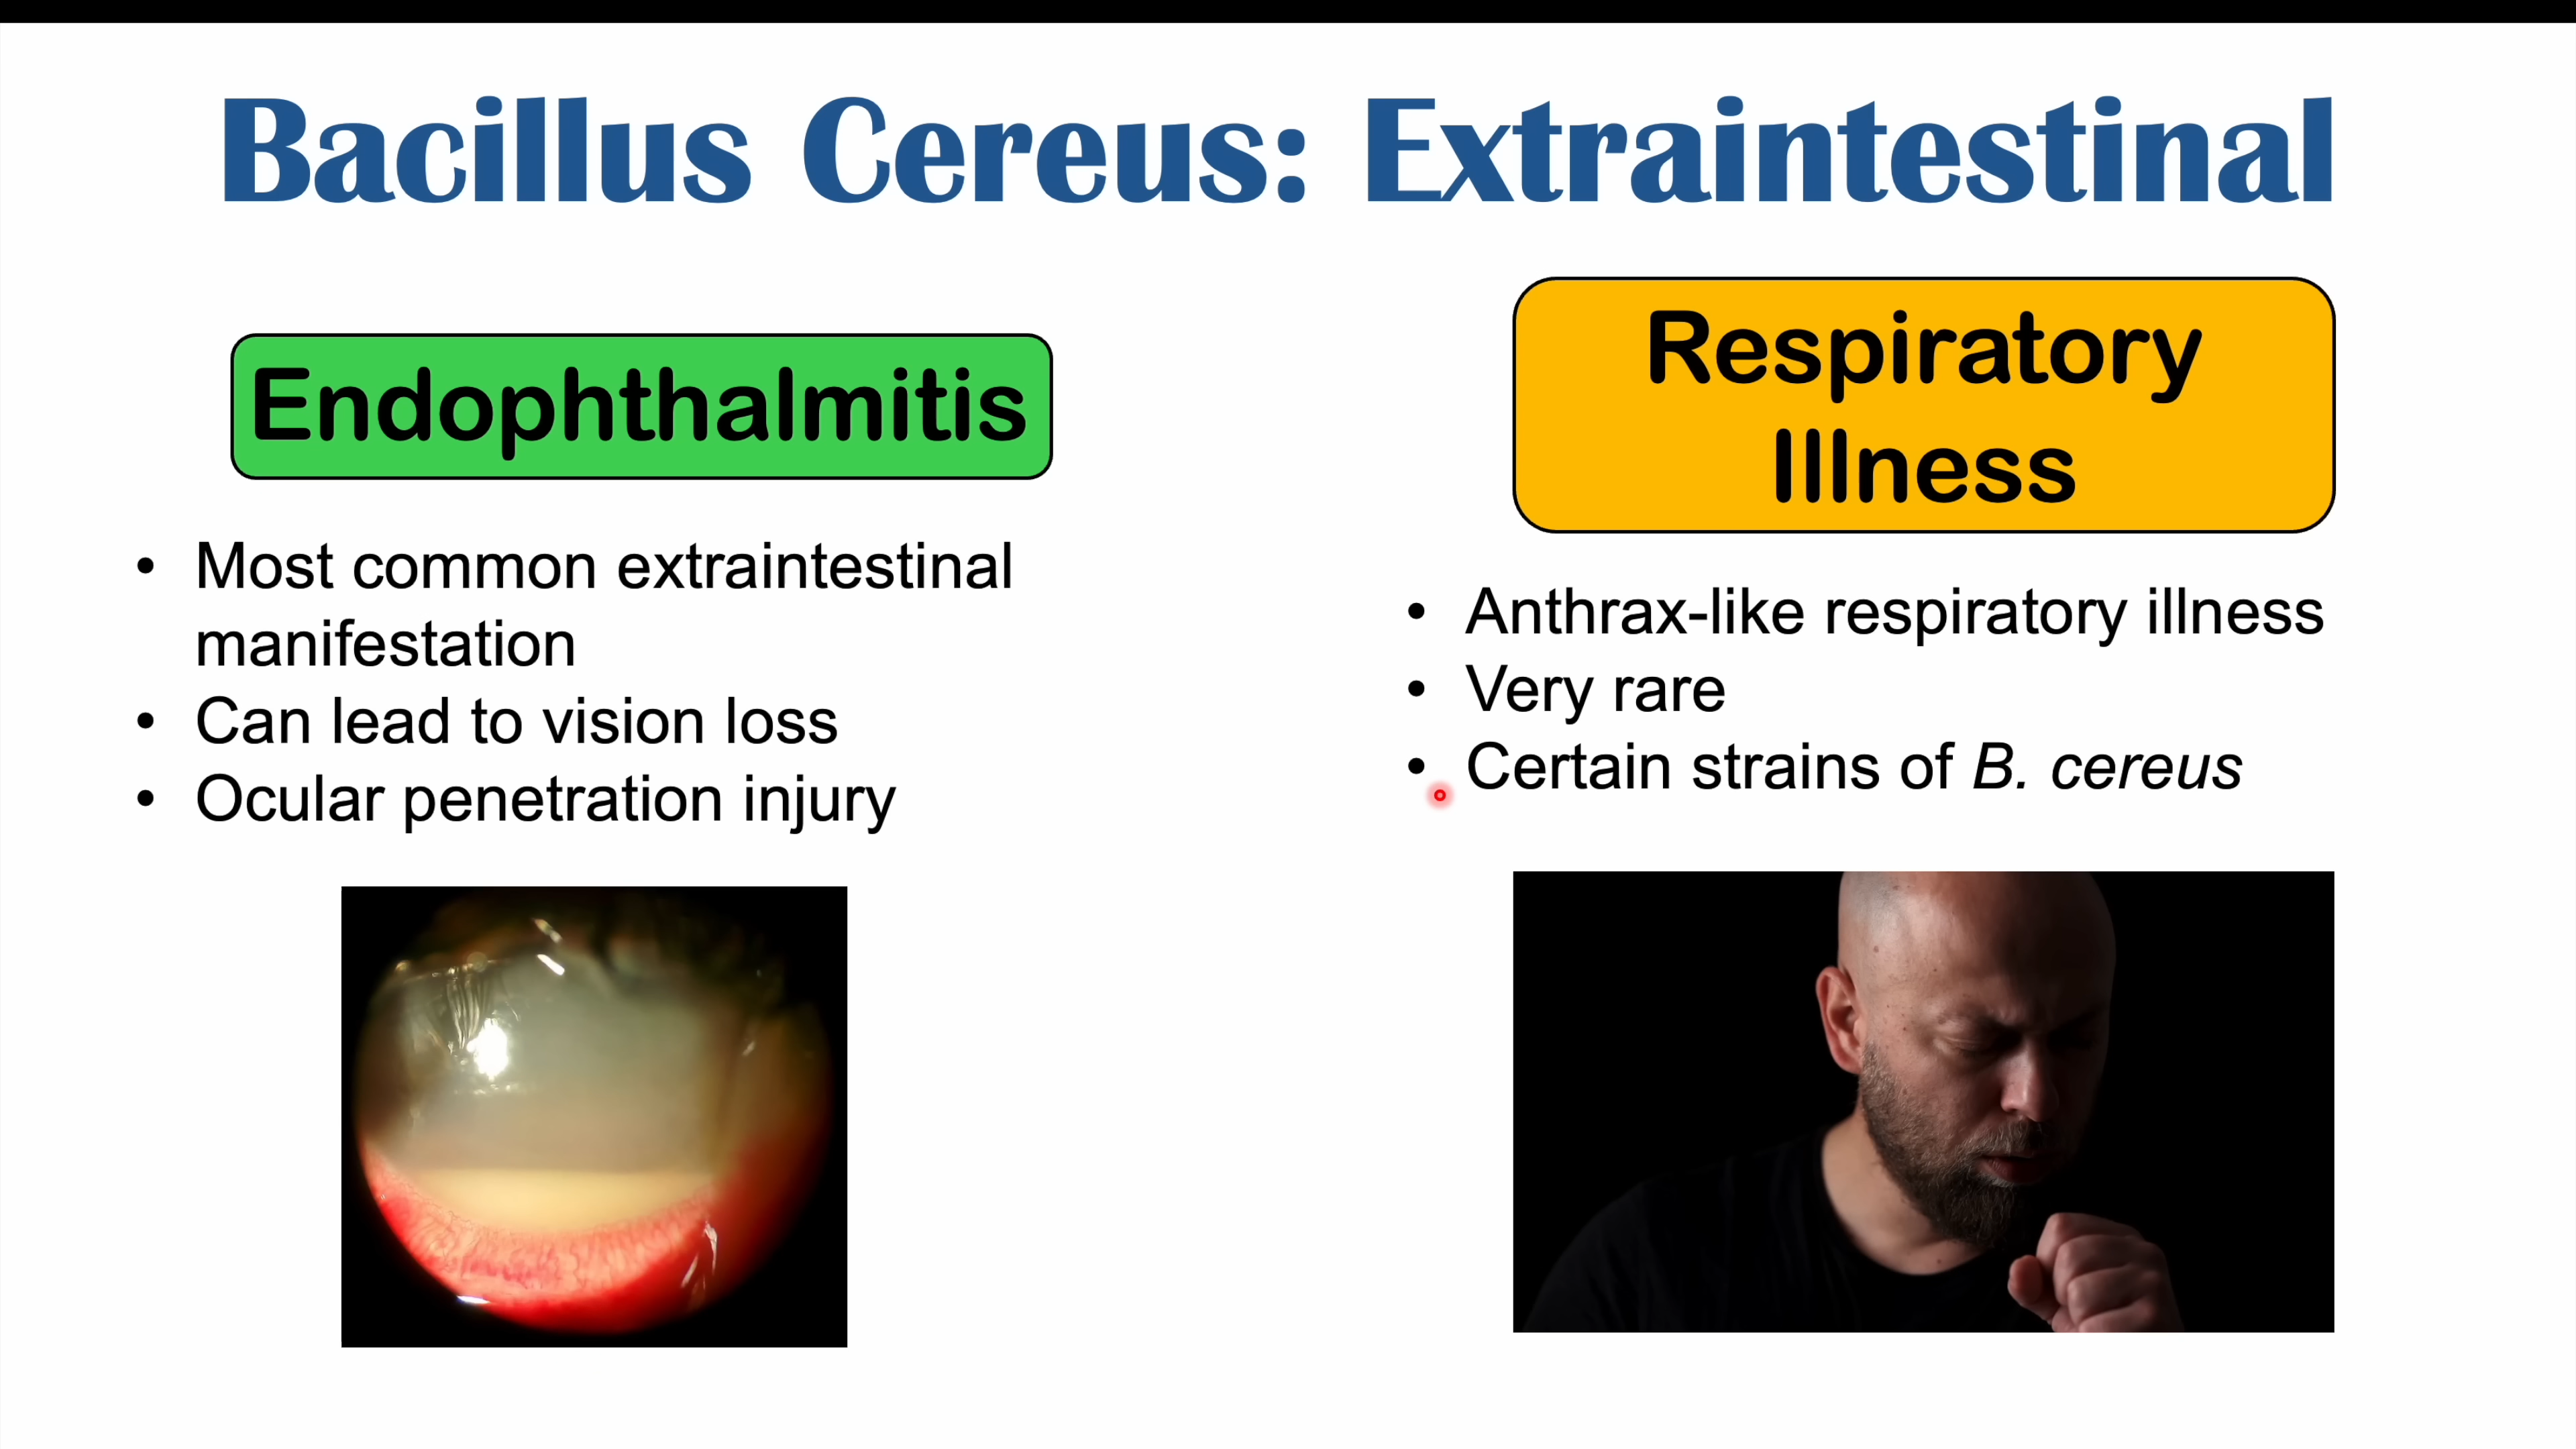 Bacillus Cereus: Extraintestinal
Endophthalmitis
• Most common extraintestinal
manifestation
• Can lead to vision loss
• Ocular penetration injury
Respiratory
Illness
• Anthrax-like respiratory illness
• Very rare
• Certain strains of B. cereus